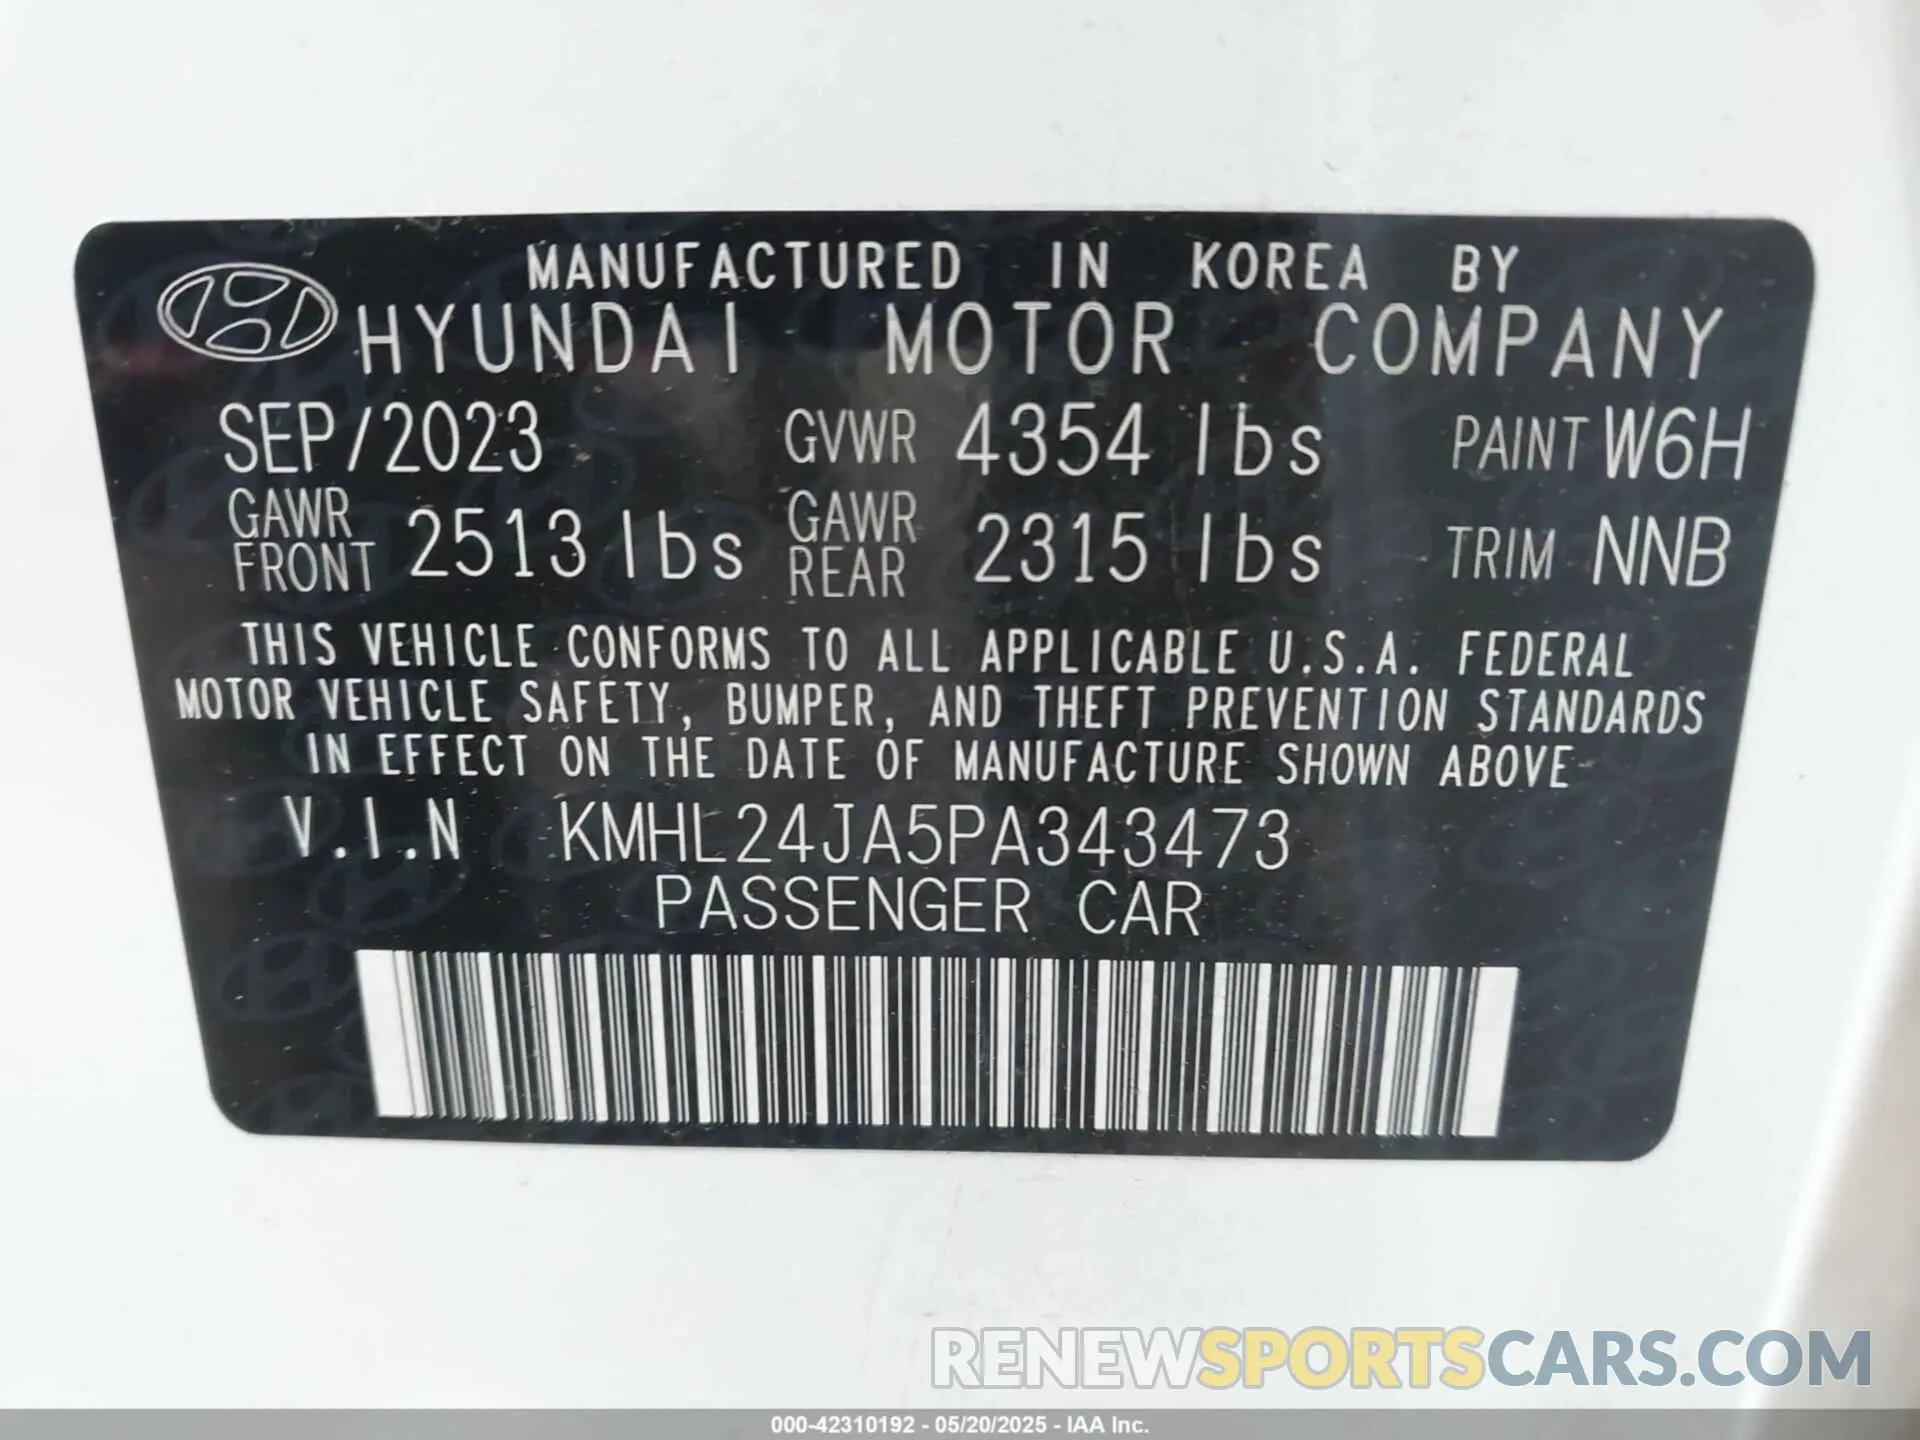 MANUFACTURED IN KOREA BY
HYUNDAI MOTOR COMPANY
SEP/2023 GVWR 4354 lbs PAINT W6H
GAWR FRONT 2513 lbs GAWR REAR 2315 lbs TRIM NNB
THIS VEHICLE CONFORMS TO ALL APPLICABLE U.S.A. FEDERAL
MOTOR VEHICLE SAFETY, BUMPER, AND THEFT PREVENTION STANDARDS
IN EFFECT ON THE DATE OF MANUFACTURE SHOWN ABOVE
V.I.N KMHL24JA5PA343473
PASSENGER CAR
RENEWSPORTSCARS.COM
000-42310192 - 05/20/2025 - IAA Inc.